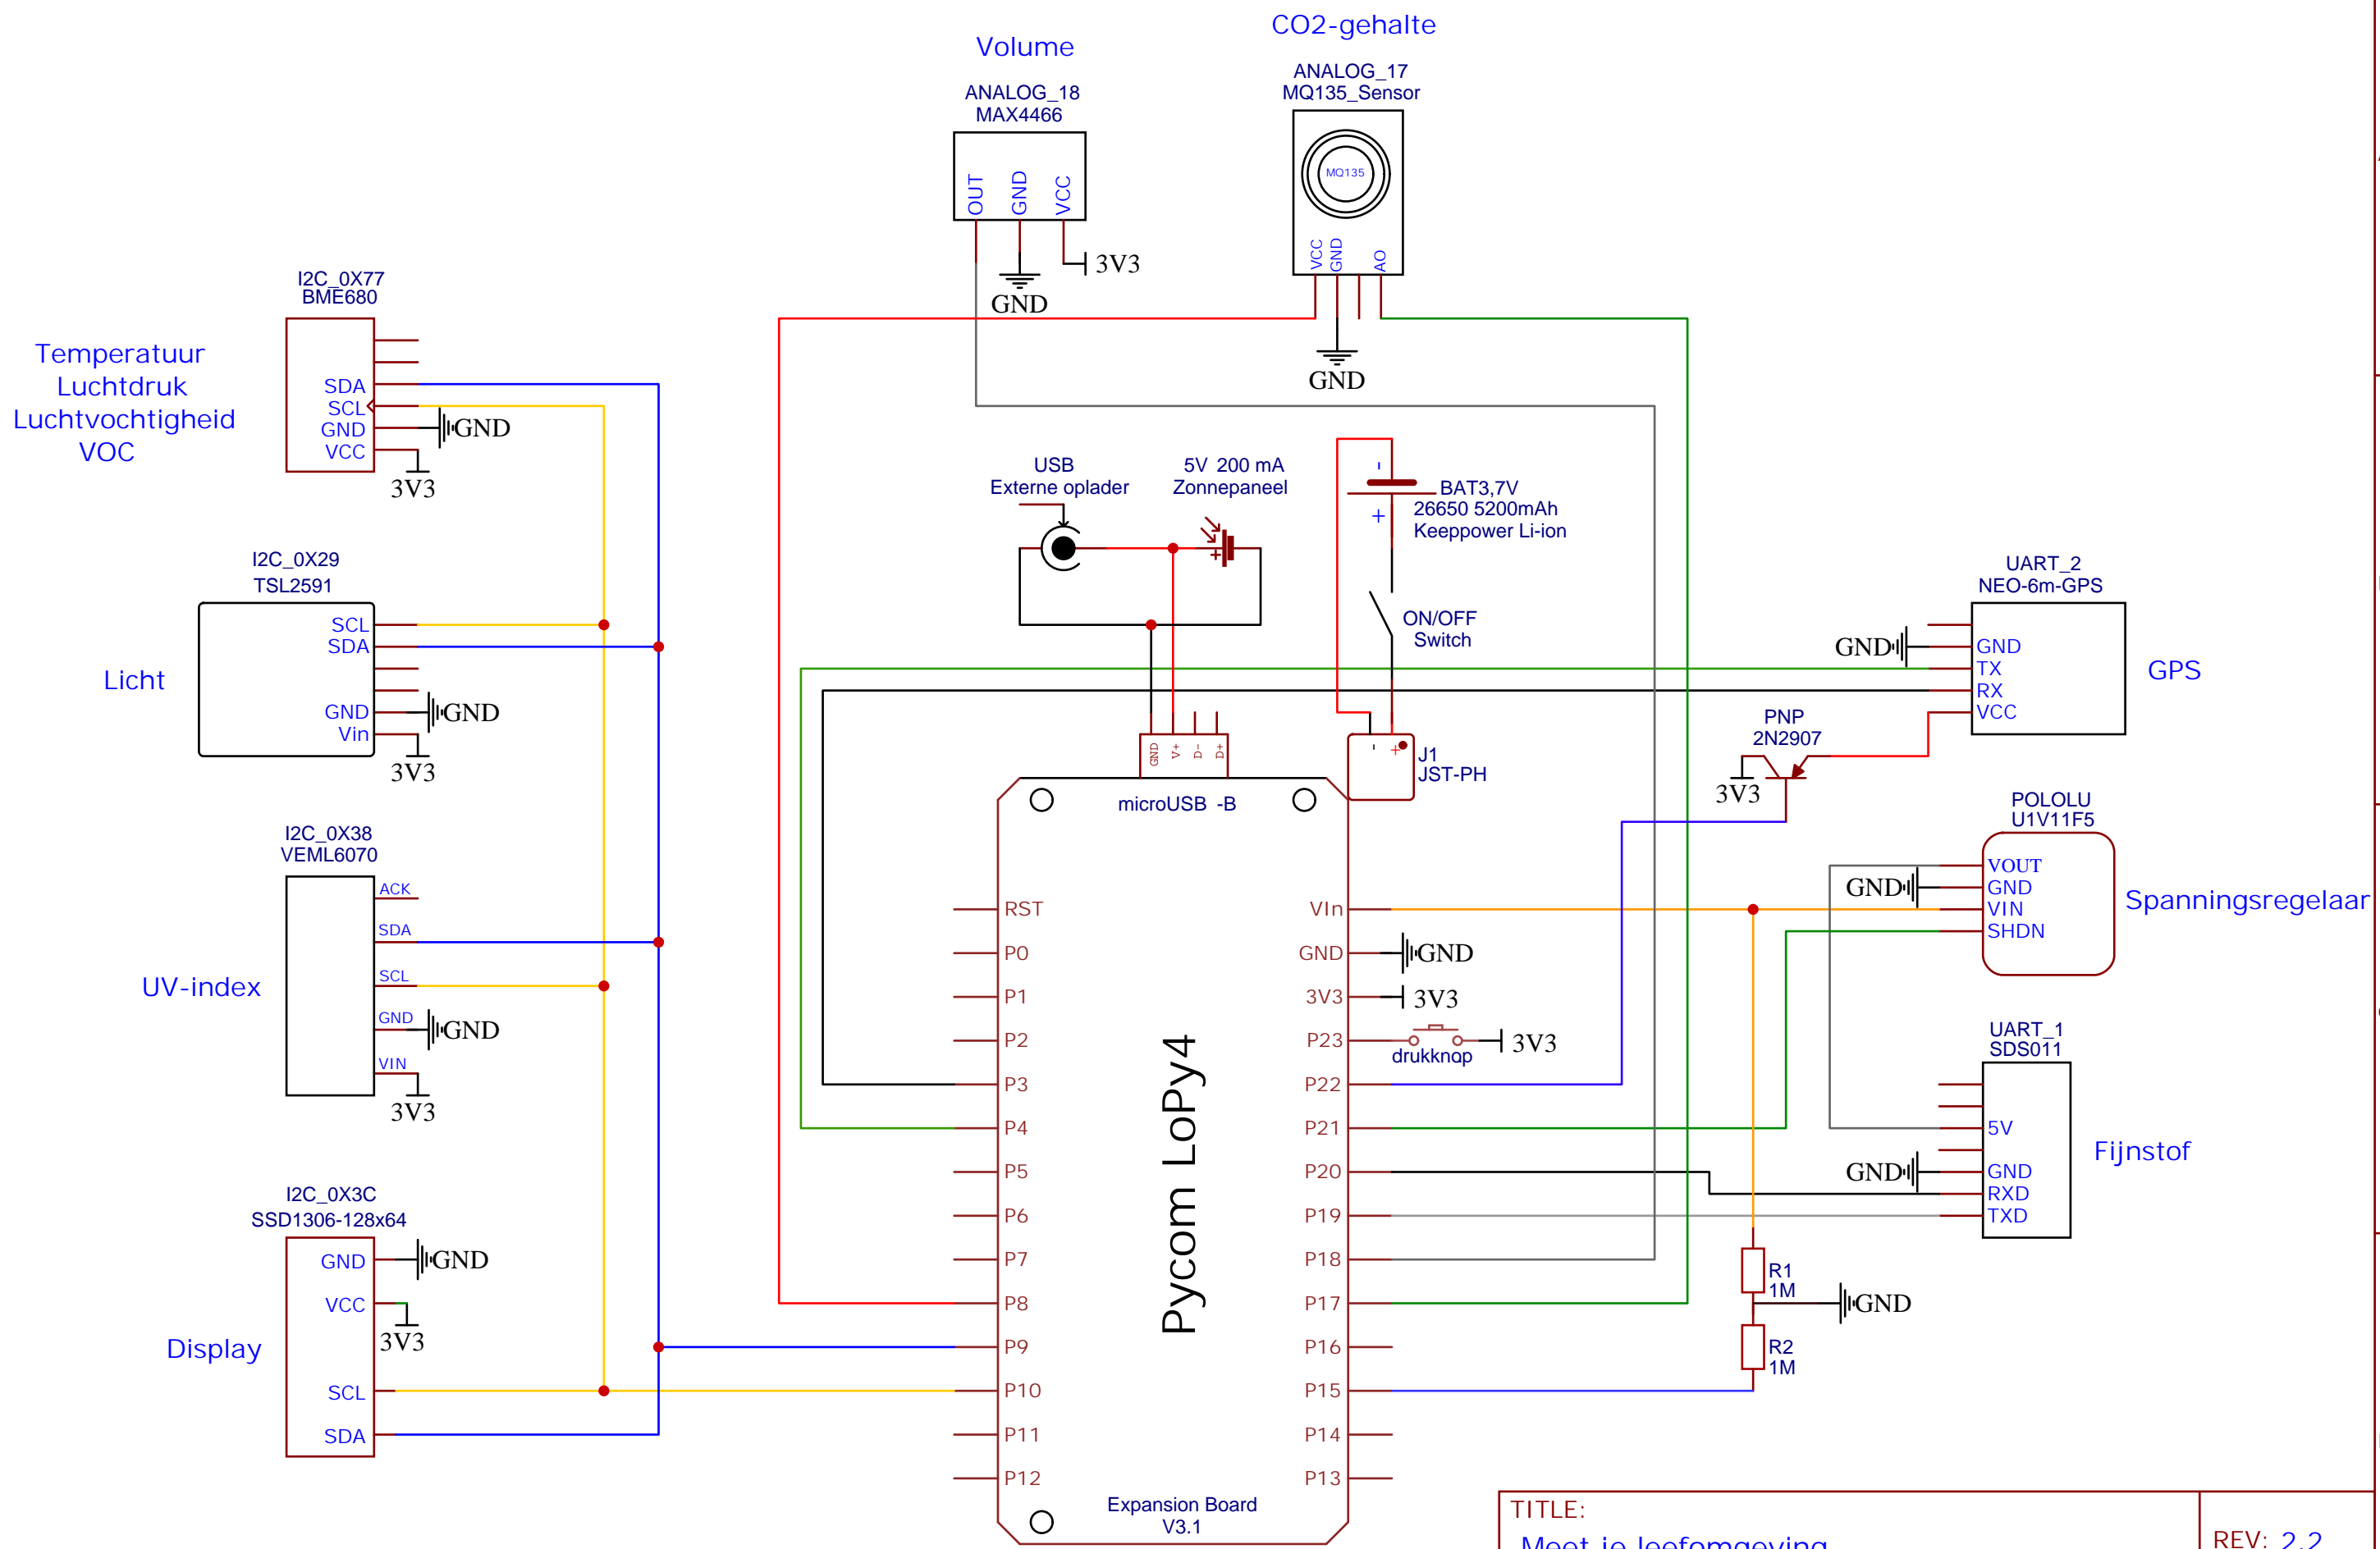 CO2-gehalte
Volume
ANALOG_17
MQ135_Sensor
ANALOG_18
MAX4466
MQ135
OUT
GND
VCC
VCC
GND
AO
3V3
GND
GND
I2C_0X77
BME680
Temperatuur
Luchtdruk
Luchtvochtigheid
VOC
SDA
SCL
GND
VCC
GND
3V3
USB
Externe oplader
5V 200 mA
Zonnepaneel
-
BAT3,7V
26650 5200mAh
Keeppower Li-ion
+
+
ON/OFF
Switch
I2C_0X29
TSL2591
Licht
SCL
SDA
GND
Vin
GND
3V3
UART_2
NEO-6m-GPS
GND
GND
TX
RX
VCC
GPS
PNP
2N2907
3V3
GND
V+
D-
D+
-
+
J1
JST-PH
microUSB -B
POLOLU
U1V11F5
VOUT
GND
GND
VIN
SHDN
Spanningsregelaar
I2C_0X38
VEML6070
UV-index
ACK
SDA
SCL
GND
GND
VIN
3V3
RST
P0
P1
P2
P3
P4
P5
P6
P7
P8
P9
P10
P11
P12
Pycom LoPy4
VIn
GND
GND
3V3
3V3
P23
drukknop
3V3
P22
P21
P20
P19
P18
P17
P16
P15
P14
P13
UART_1
SDS011
5V
GND
GND
RXD
TXD
Fijnstof
R1
1M
GND
R2
1M
I2C_0X3C
SSD1306-128x64
Display
GND
GND
VCC
3V3
SCL
SDA
Expansion Board
V3.1
TITLE:
Meet je leefomgeving
REV: 2.2